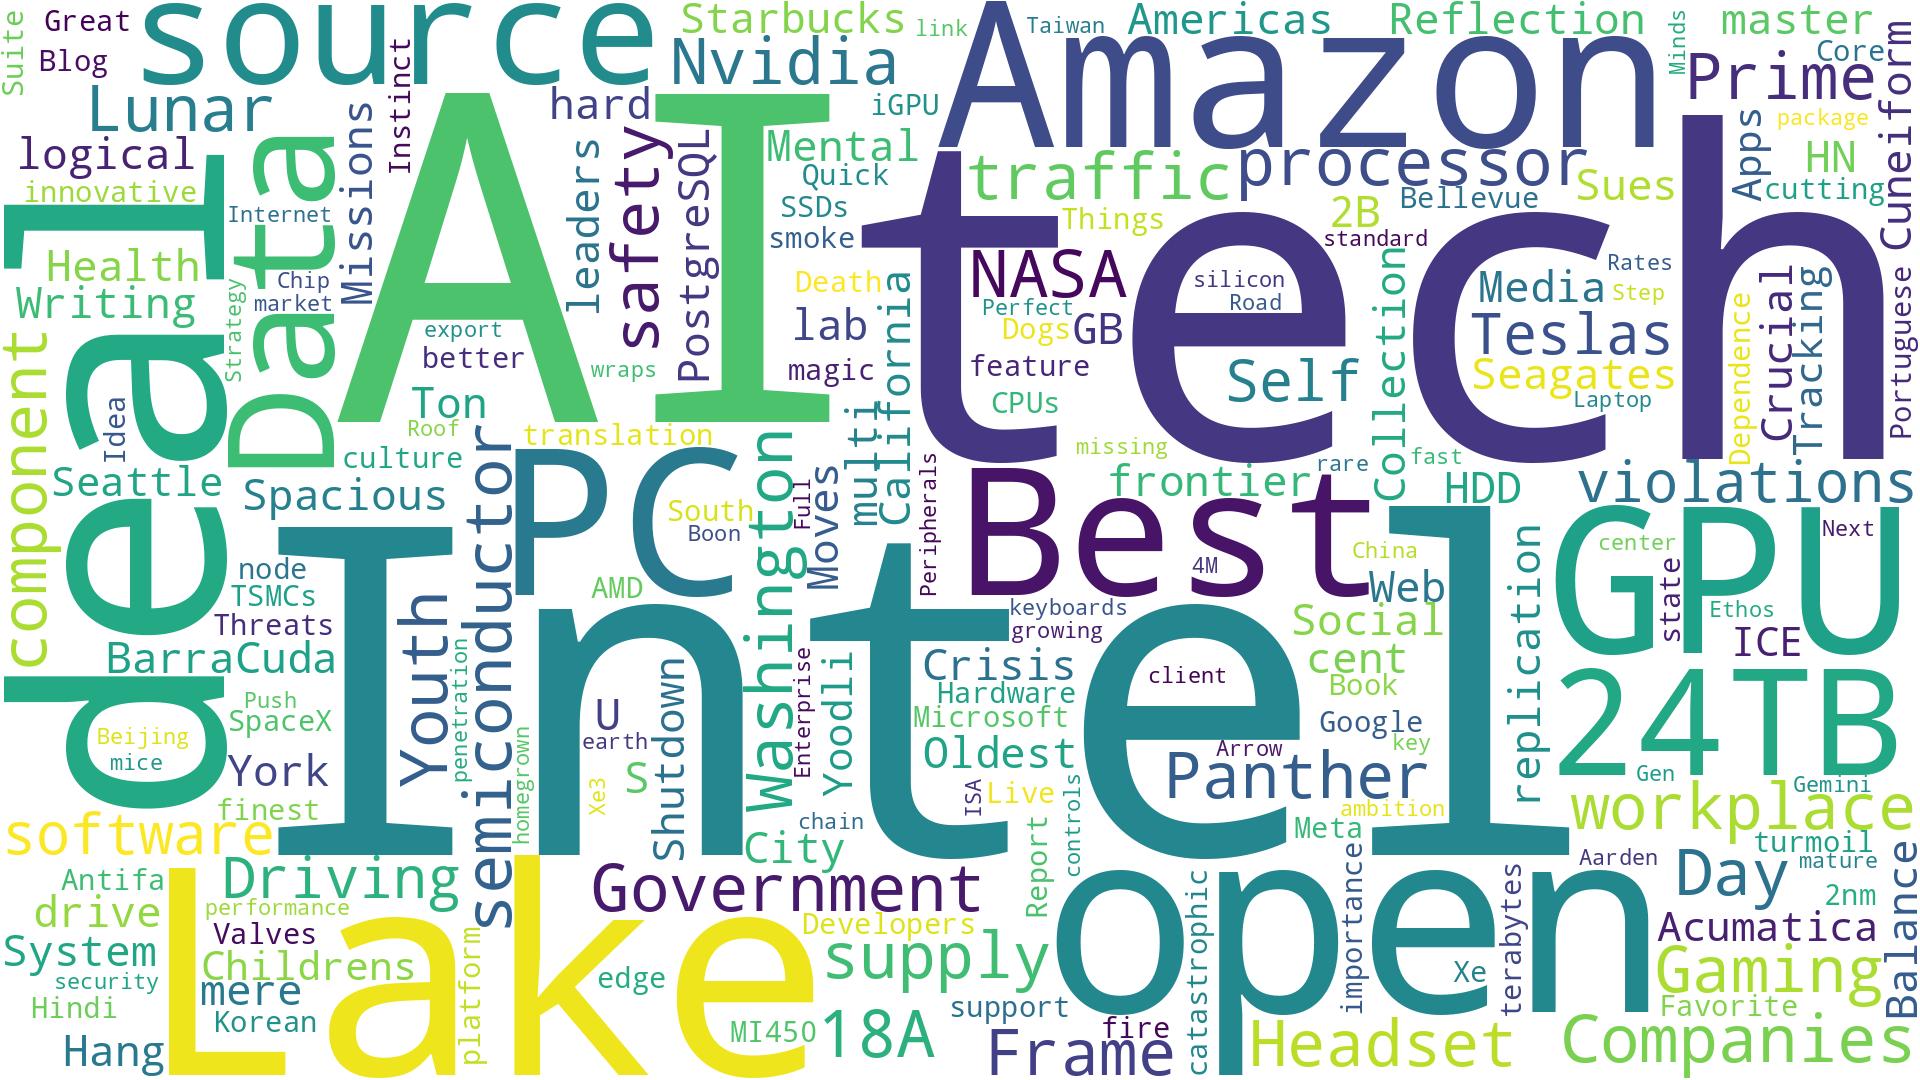 Suite
Great
Blog
source
Nvidia
Starbucks
link
Amazon
Taiwan
Americas
Reflection
Minds
master
Core
Prime
Cuneiform
Lunar
Missions
Instinct
hard
iGPU
package
logical
innovative
deal
Data
Internet
AI
leaders
safety
PostgreSQL
Mental
Quick
SSDs
smoke
traffic
processor
Things
tech
2B
Bellevue
standard
Sues
Apps
HN
cutting
Health
Writing
Strategy
Chip
market
export
better
wraps
Death
lab
magic
California
NASA
Perfect
Dogs
GB
feature
CPUs
silicon
Road
Self
Collection
Media
Rates
Step
Teslas
Seagates
Laptop
Dependence
Crucial
Tracking
Portuguese
component
Idea
Ton
Roof
culture
translation
multi
missing
Seattle
Spacious
semiconductor
PC
South
Boon
Washington
Full
Moves
Peripherals
Best
frontier
rare
fast
HDD
violations
China
4M
Web
replication
GPU
center
Next
state
Ethos
ICE
node
TSMCs
Threats
BarraCuda
Intel
Youth
AMD
keyboards
growing
Social
Crisis
cent
client
Book
Hardware
Microsoft
Oldest
Google
key
Push
SpaceX
Beijing
mice
York
finest
penetration
homegrown
U
earth
S
Xe3
Shutdown
Enterprise
Yoodli
chain
City
ISA
Live
controls
Arrow
Panther
ambition
Meta
24TB
Gen
Gemini
workplace
software
turmoil
mature
Aarden
Driving
Antifa
drive
performance
Valves
System
security
Childrens
mere
Hindi
Korean
Hang
Lake
platform
Government
Developers
edge
supply
Report
MI450
18A
support
open
catastrophic
importance
Xe
terabytes
Day
2nm
Acumatica
Balance
Gaming
Favorite
Frame
fire
Headset
Companies